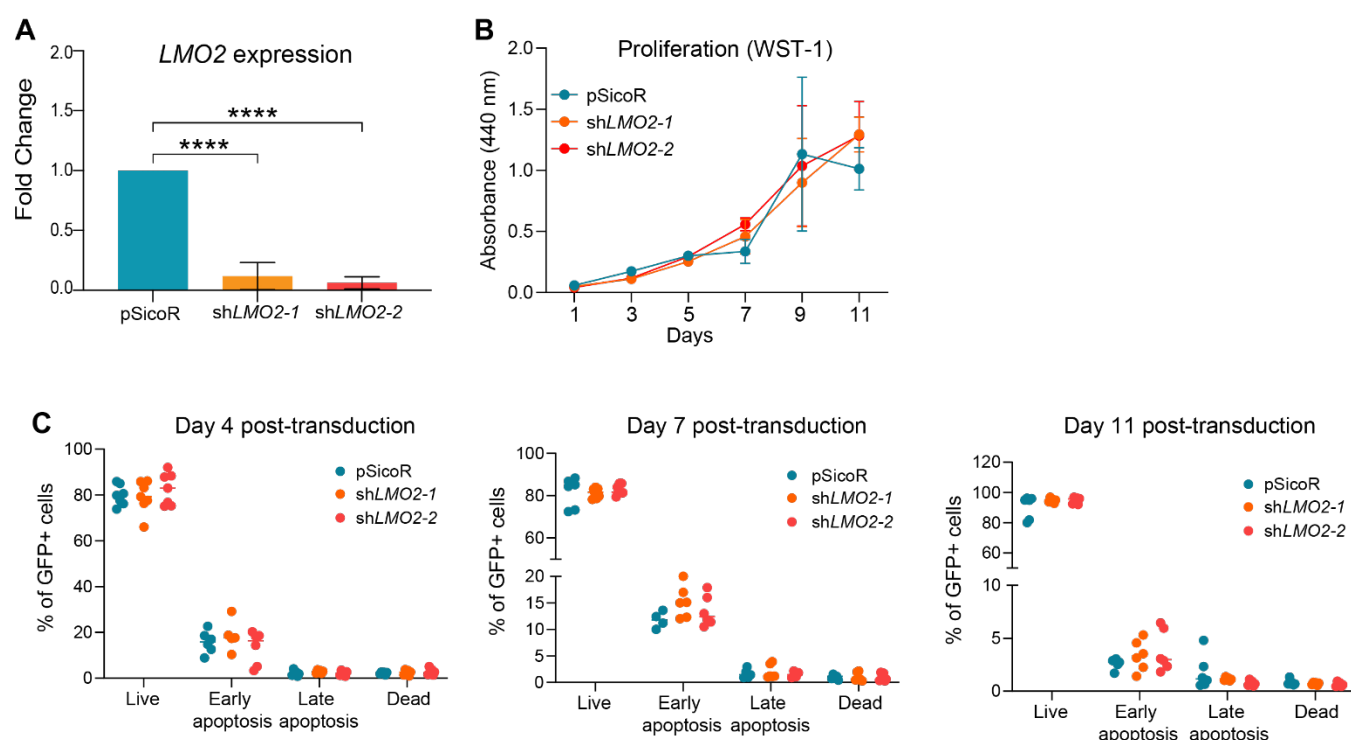 A
LMO2 expression
Fold Change
2.0
1.5
1.0
0.5
0.0
****
****
pSicoR
shLMO2-1
shLMO2-2
B
Proliferation (WST-1)
Absorbance (440 nm)
2.0
1.5
1.0
0.5
0.0
pSicoR
shLMO2-1
shLMO2-2
1 3 5 7 9 11
Days
C
Day 4 post-transduction
% of GFP+ cells
100
80
60
40
20
0
pSicoR
shLMO2-1
shLMO2-2
Live
Early
apoptosis
Late
apoptosis
Dead
Day 7 post-transduction
% of GFP+ cells
100
80
60
20
15
10
5
0
pSicoR
shLMO2-1
shLMO2-2
Live
Early
apoptosis
Late
apoptosis
Dead
Day 11 post-transduction
% of GFP+ cells
120
100
80
60
10
5
0
pSicoR
shLMO2-1
shLMO2-2
Live
Early
apoptosis
Late
apoptosis
Dead